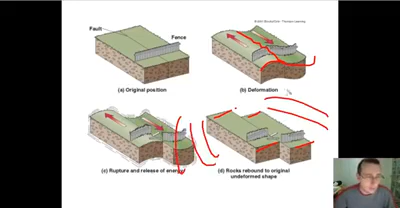 Fault
Fence
(a) Original position
(b) Deformation
(c) Rupture and release of energy
(d) Rocks rebound to original
undeformed shape